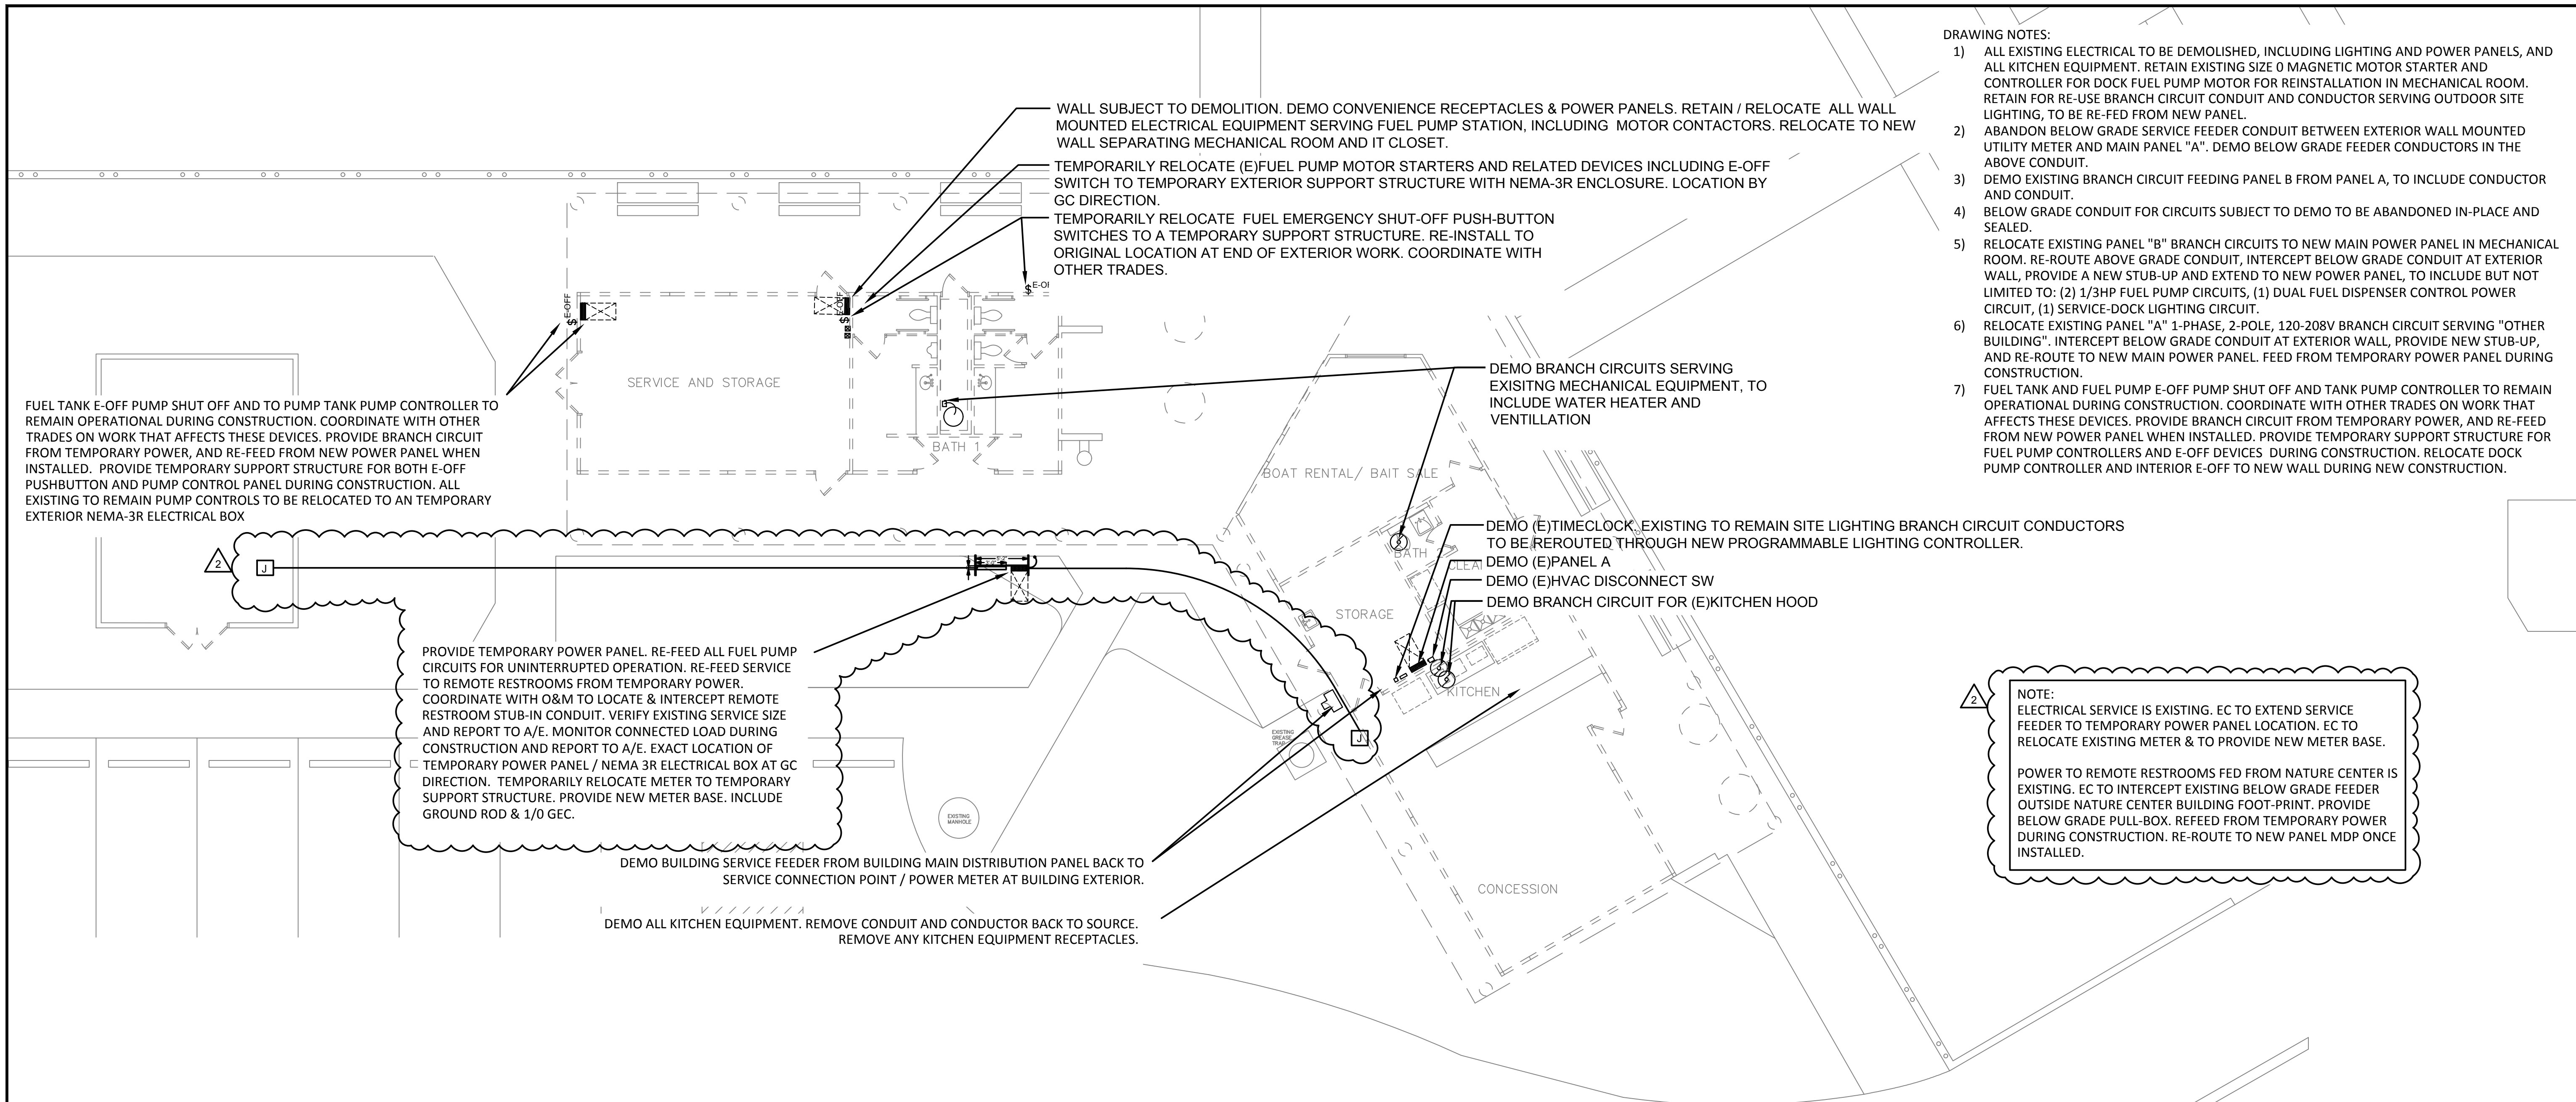 DRAWING NOTES:
1) ALL EXISTING ELECTRICAL TO BE DEMOLISHED, INCLUDING LIGHTING AND POWER PANELS, AND
ALL KITCHEN EQUIPMENT. RETAIN EXISTING SIZE 0 MAGNETIC MOTOR STARTER AND
CONTROLLER FOR DOCK FUEL PUMP MOTOR FOR REINSTALLATION IN MECHANICAL ROOM.
RETAIN FOR RE-USE BRANCH CIRCUIT CONDUIT AND CONDUCTOR SERVING OUTDOOR SITE
LIGHTING, TO BE RE-FED FROM NEW PANEL.
2) ABANDON BELOW GRADE SERVICE FEEDER CONDUIT BETWEEN EXTERIOR WALL MOUNTED
UTILITY METER AND MAIN PANEL "A". DEMO BELOW GRADE FEEDER CONDUCTORS IN THE
ABOVE CONDUIT.
3) DEMO EXISTING BRANCH CIRCUIT FEEDING PANEL B FROM PANEL A, TO INCLUDE CONDUCTOR
AND CONDUIT.
4) BELOW GRADE CONDUIT FOR CIRCUITS SUBJECT TO DEMO TO BE ABANDONED IN-PLACE AND
SEALED.
5) RELOCATE EXISTING PANEL "B" BRANCH CIRCUITS TO NEW MAIN POWER PANEL IN MECHANICAL
ROOM. RE-ROUTE ABOVE GRADE CONDUIT, INTERCEPT BELOW GRADE CONDUIT AT EXTERIOR
WALL, PROVIDE A NEW STUB-UP AND EXTEND TO NEW POWER PANEL, TO INCLUDE BUT NOT
LIMITED TO: (2) 1/3HP FUEL PUMP CIRCUITS, (1) DUAL FUEL DISPENSER CONTROL POWER
CIRCUIT, (1) SERVICE-DOCK LIGHTING CIRCUIT.
6) RELOCATE EXISTING PANEL "A" 1-PHASE, 2-POLE, 120-208V BRANCH CIRCUIT SERVING "OTHER
BUILDING". INTERCEPT BELOW GRADE CONDUIT AT EXTERIOR WALL, PROVIDE NEW STUB-UP,
AND RE-ROUTE TO NEW MAIN POWER PANEL. FEED FROM TEMPORARY POWER PANEL DURING
CONSTRUCTION.
7) FUEL TANK AND FUEL PUMP E-OFF PUMP SHUT OFF AND TANK PUMP CONTROLLER TO REMAIN
OPERATIONAL DURING CONSTRUCTION. COORDINATE WITH OTHER TRADES ON WORK THAT
AFFECTS THESE DEVICES. PROVIDE BRANCH CIRCUIT FROM TEMPORARY POWER, AND RE-FEED
FROM NEW POWER PANEL WHEN INSTALLED. PROVIDE TEMPORARY SUPPORT STRUCTURE FOR
FUEL PUMP CONTROLLERS AND E-OFF DEVICES DURING CONSTRUCTION. RELOCATE DOCK
PUMP CONTROLLER AND INTERIOR E-OFF TO NEW WALL DURING NEW CONSTRUCTION.
WALL SUBJECT TO DEMOLITION. DEMO CONVENIENCE RECEPTACLES & POWER PANELS. RETAIN / RELOCATE ALL WALL
MOUNTED ELECTRICAL EQUIPMENT SERVING FUEL PUMP STATION, INCLUDING MOTOR CONTACTORS. RELOCATE TO NEW
WALL SEPARATING MECHANICAL ROOM AND IT CLOSET.
TEMPORARILY RELOCATE (E)FUEL PUMP MOTOR STARTERS AND RELATED DEVICES INCLUDING E-OFF
SWITCH TO TEMPORARY EXTERIOR SUPPORT STRUCTURE WITH NEMA-3R ENCLOSURE. LOCATION BY
GC DIRECTION.
TEMPORARILY RELOCATE FUEL EMERGENCY SHUT-OFF PUSH-BUTTON
SWITCHES TO A TEMPORARY SUPPORT STRUCTURE. RE-INSTALL TO
ORIGINAL LOCATION AT END OF EXTERIOR WORK. COORDINATE WITH
OTHER TRADES.
E-OFF
$
E-OFF
$
$
SERVICE AND STORAGE
BATH 1
DEMO BRANCH CIRCUITS SERVING
EXISITNG MECHANICAL EQUIPMENT, TO
INCLUDE WATER HEATER AND
VENTILLATION
FUEL TANK E-OFF PUMP SHUT OFF AND TO PUMP TANK PUMP CONTROLLER TO
REMAIN OPERATIONAL DURING CONSTRUCTION. COORDINATE WITH OTHER
TRADES ON WORK THAT AFFECTS THESE DEVICES. PROVIDE BRANCH CIRCUIT
FROM TEMPORARY POWER, AND RE-FEED FROM NEW POWER PANEL WHEN
INSTALLED. PROVIDE TEMPORARY SUPPORT STRUCTURE FOR BOTH E-OFF
PUSHBUTTON AND PUMP CONTROL PANEL DURING CONSTRUCTION. ALL
EXISTING TO REMAIN PUMP CONTROLS TO BE RELOCATED TO AN TEMPORARY
EXTERIOR NEMA-3R ELECTRICAL BOX
BOAT RENTAL/ BAIT SALE
BATH
STORAGE
KITCHEN
CONCESSION
DEMO (E)TIMECLOCK. EXISTING TO REMAIN SITE LIGHTING BRANCH CIRCUIT CONDUCTORS
TO BE REROUTED THROUGH NEW PROGRAMMABLE LIGHTING CONTROLLER.
DEMO (E)PANEL A
DEMO (E)HVAC DISCONNECT SW
DEMO BRANCH CIRCUIT FOR (E)KITCHEN HOOD
2
J
PROVIDE TEMPORARY POWER PANEL. RE-FEED ALL FUEL PUMP
CIRCUITS FOR UNINTERRUPTED OPERATION. RE-FEED SERVICE
TO REMOTE RESTROOMS FROM TEMPORARY POWER.
COORDINATE WITH O&M TO LOCATE & INTERCEPT REMOTE
RESTROOM STUB-IN CONDUIT. VERIFY EXISTING SERVICE SIZE
AND REPORT TO A/E. MONITOR CONNECTED LOAD DURING
CONSTRUCTION AND REPORT TO A/E. EXACT LOCATION OF
TEMPORARY POWER PANEL / NEMA 3R ELECTRICAL BOX AT GC
DIRECTION. TEMPORARILY RELOCATE METER TO TEMPORARY
SUPPORT STRUCTURE. PROVIDE NEW METER BASE. INCLUDE
GROUND ROD & 1/0 GEC.
EXISTING
GREASE
TRAP
J
EXISTING
MANHOLE
DEMO BUILDING SERVICE FEEDER FROM BUILDING MAIN DISTRIBUTION PANEL BACK TO
SERVICE CONNECTION POINT / POWER METER AT BUILDING EXTERIOR.
DEMO ALL KITCHEN EQUIPMENT. REMOVE CONDUIT AND CONDUCTOR BACK TO SOURCE.
REMOVE ANY KITCHEN EQUIPMENT RECEPTACLES.
2
NOTE:
ELECTRICAL SERVICE IS EXISTING. EC TO EXTEND SERVICE
FEEDER TO TEMPORARY POWER PANEL LOCATION. EC TO
RELOCATE EXISTING METER & TO PROVIDE NEW METER BASE.
POWER TO REMOTE RESTROOMS FED FROM NATURE CENTER IS
EXISTING. EC TO INTERCEPT EXISTING BELOW GRADE FEEDER
OUTSIDE NATURE CENTER BUILDING FOOT-PRINT. PROVIDE
BELOW GRADE PULL-BOX. REFEED FROM TEMPORARY POWER
DURING CONSTRUCTION. RE-ROUTE TO NEW PANEL MDP ONCE
INSTALLED.